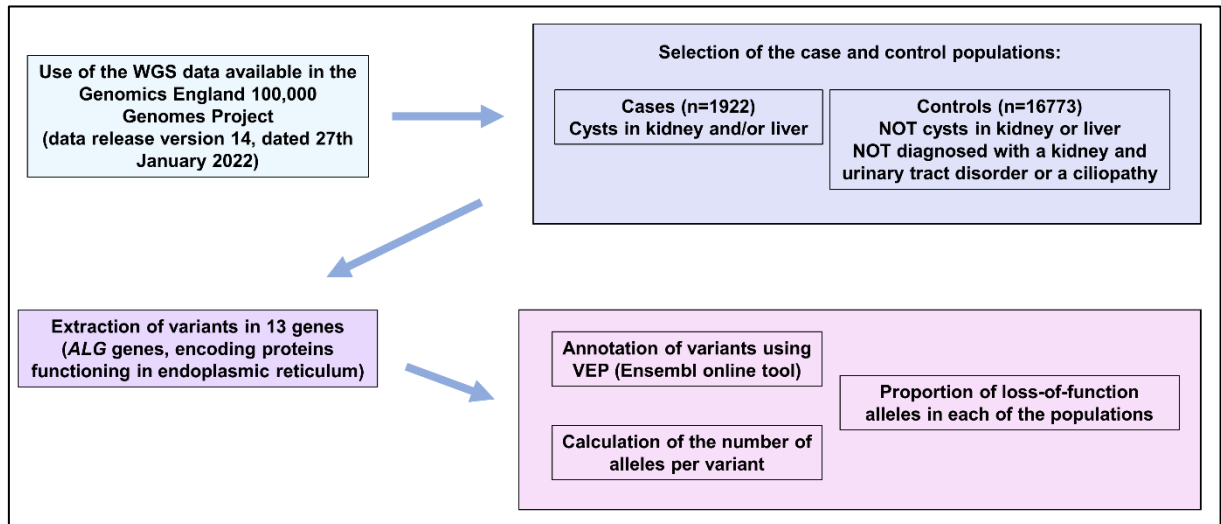 Use of the WGS data available in the
Genomics England 100,000
Genomes Project
(data release version 14, dated 27th
January 2022)
Selection of the case and control populations:
Cases (n=1922)
Cysts in kidney and/or liver
Controls (n=16773)
NOT cysts in kidney or liver
NOT diagnosed with a kidney and
urinary tract disorder or a ciliopathy
Extraction of variants in 13 genes
(ALG genes, encoding proteins
functioning in endoplasmic reticulum)
Annotation of variants using
VEP (Ensembl online tool)
Calculation of the number of
alleles per variant
Proportion of loss-of-function
alleles in each of the populations